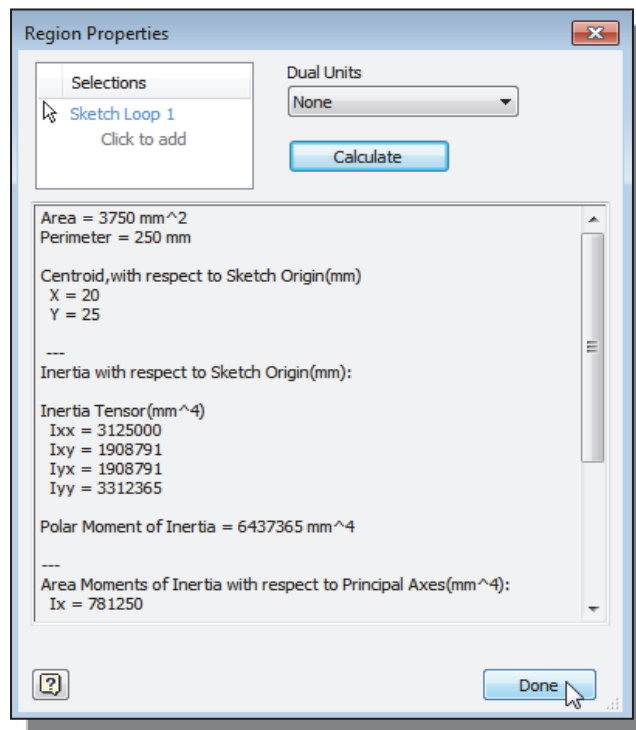 Region Properties
Selections
Sketch Loop 1
Click to add
Dual Units
None
Calculate
Area = 3750 mm^2
Perimeter = 250 mm
Centroid,with respect to Sketch Origin(mm)
X = 20
Y = 25
---
Inertia with respect to Sketch Origin(mm):
Inertia Tensor(mm^4)
Ixx = 3125000
Ixy = 1908791
Iyx = 1908791
Iyy = 3312365
Polar Moment of Inertia = 6437365 mm^4
---
Area Moments of Inertia with respect to Principal Axes(mm^4):
Ix = 781250
?
Done